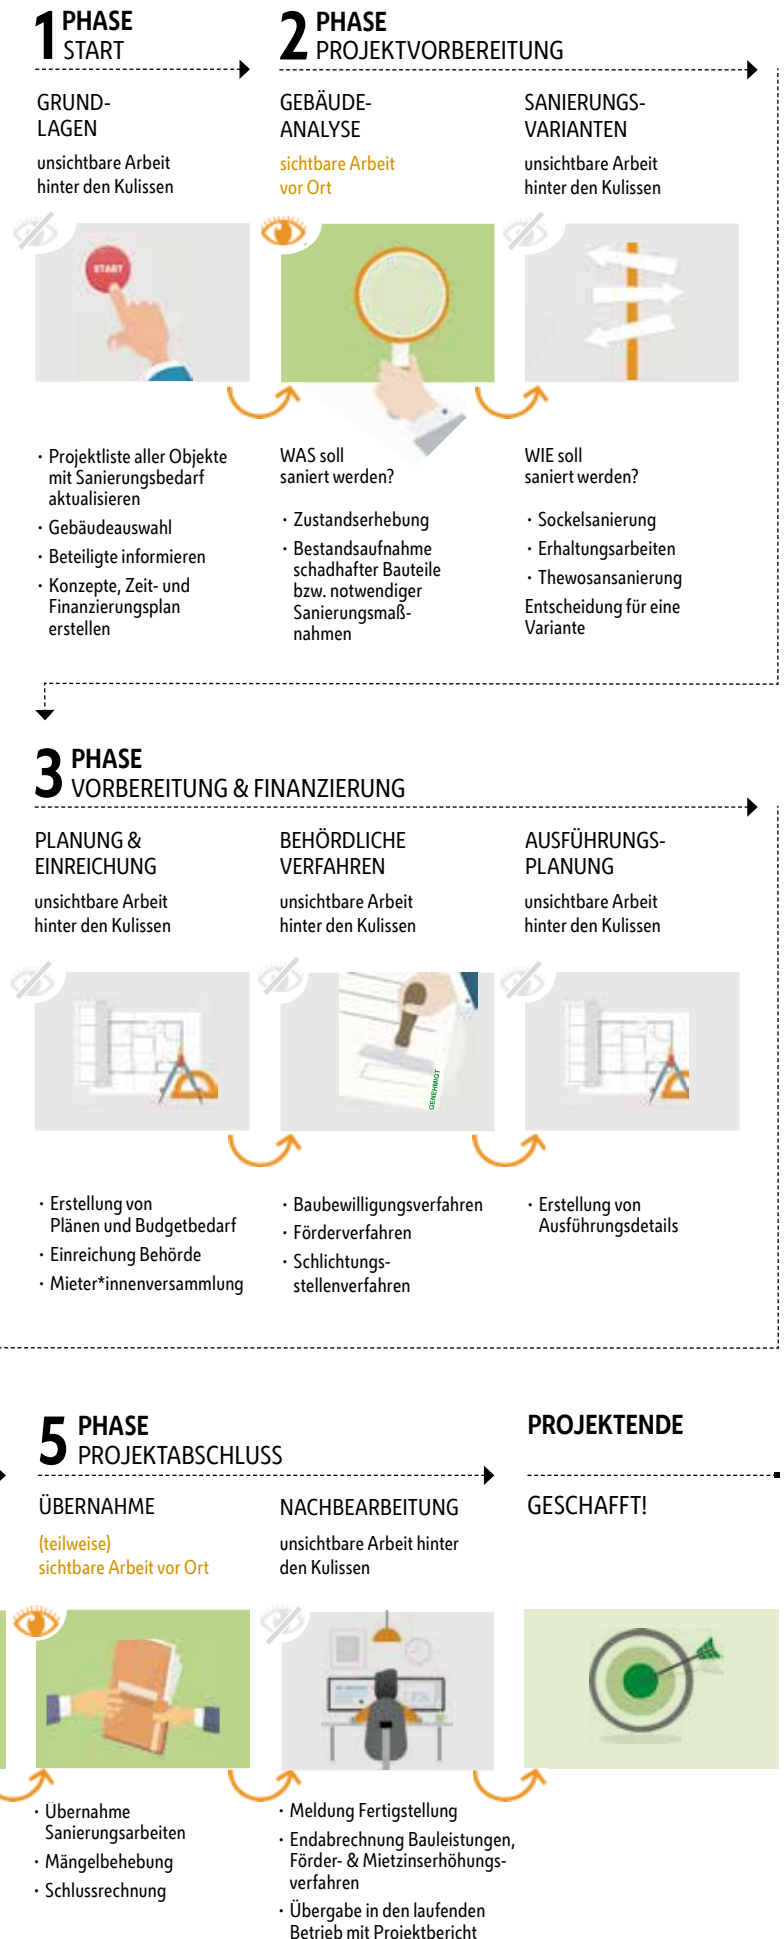 1 PHASE
START
2 PHASE
PROJEKTVORBEREITUNG
GRUND-
LAGEN
unsichtbare Arbeit
hinter den Kulissen
START
· Projektliste aller Objekte
mit Sanierungsbedarf
aktualisieren
· Gebäudeauswahl
· Beteiligte informieren
· Konzepte, Zeit- und
Finanzierungsplan
erstellen
GEBÄUDE-
ANALYSE
sichtbare Arbeit
vor Ort
WAS soll
saniert werden?
· Zustandserhebung
· Bestandsaufnahme
schadhafter Bauteile
bzw. notwendiger
Sanierungsmaß-
nahmen
SANIERUNGS-
VARIANTEN
unsichtbare Arbeit
hinter den Kulissen
WIE soll
saniert werden?
· Sockelsanierung
· Erhaltungsarbeiten
· Thewosansanierung
Entscheidung für eine
Variante
3 PHASE
VORBEREITUNG & FINANZIERUNG
PLANUNG &
EINREICHUNG
unsichtbare Arbeit
hinter den Kulissen
· Erstellung von
Plänen und Budgetbedarf
· Einreichung Behörde
· Mieter*innenversammlung
BEHÖRDLICHE
VERFAHREN
unsichtbare Arbeit
hinter den Kulissen
GENEHMIGT
· Baubewilligungsverfahren
· Förderverfahren
· Schlichtungs-
stellenverfahren
AUSFÜHRUNGS-
PLANUNG
unsichtbare Arbeit
hinter den Kulissen
· Erstellung von
Ausführungsdetails
5 PHASE
PROJEKTABSCHLUSS
ÜBERNAHME
(teilweise)
sichtbare Arbeit vor Ort
· Übernahme
Sanierungsarbeiten
· Mängelbehebung
· Schlussrechnung
NACHBEARBEITUNG
unsichtbare Arbeit hinter
den Kulissen
· Meldung Fertigstellung
· Endabrechnung Bauleistungen,
Förder- & Mietzinserhöhungs-
verfahren
· Übergabe in den laufenden
Betrieb mit Projektbericht
PROJEKTENDE
GESCHAFFT!